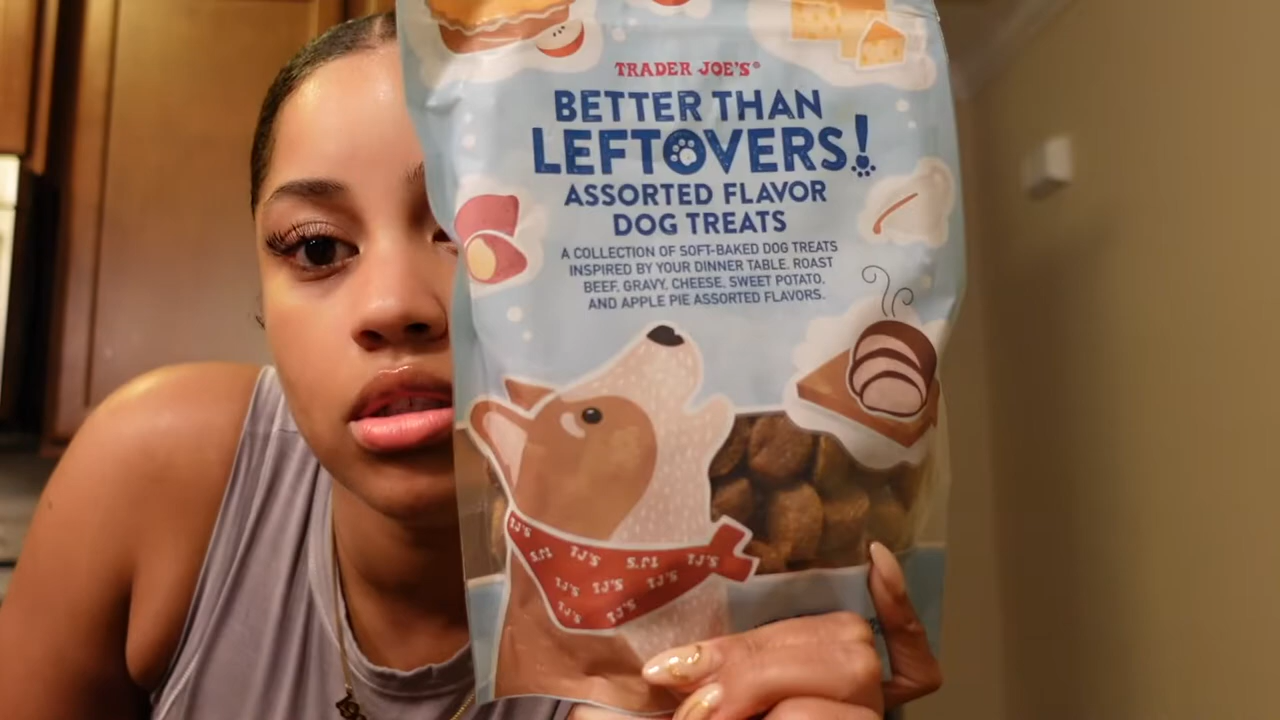 TRADER JOE'S®
BETTER THAN
LEFTOVERS!
ASSORTED FLAVOR
DOG TREATS
A COLLECTION OF SOFT-BAKED DOG TREATS
INSPIRED BY YOUR DINNER TABLE. ROAST
BEEF, GRAVY, CHEESE, SWEET POTATO,
AND APPLE PIE ASSORTED FLAVORS.
TJ'S TJ'S TJ'S TJ'S
TJ'S TJ'S TJ'S
TJ'S TJ'S